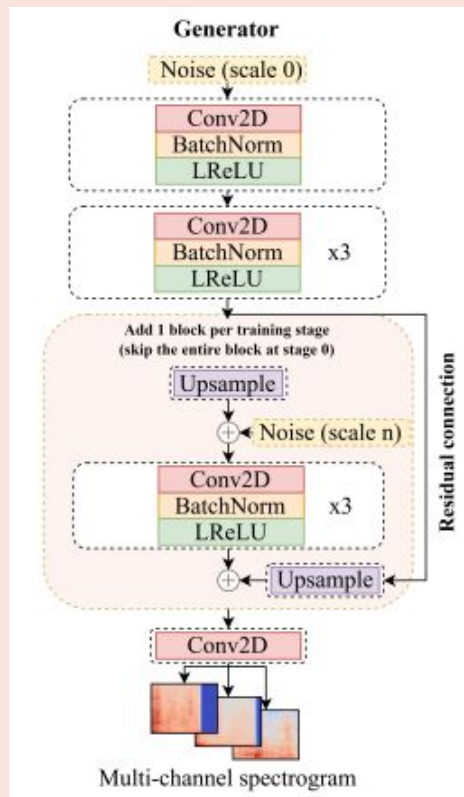 Generator
Noise (scale 0)
Conv2D
BatchNorm
LReLU
Conv2D
BatchNorm
LReLU
x3
Add 1 block per training stage
(skip the entire block at stage 0)
Upsample
+
Noise (scale n)
Conv2D
BatchNorm
LReLU
x3
+
Upsample
Residual connection
Conv2D
Multi-channel spectrogram